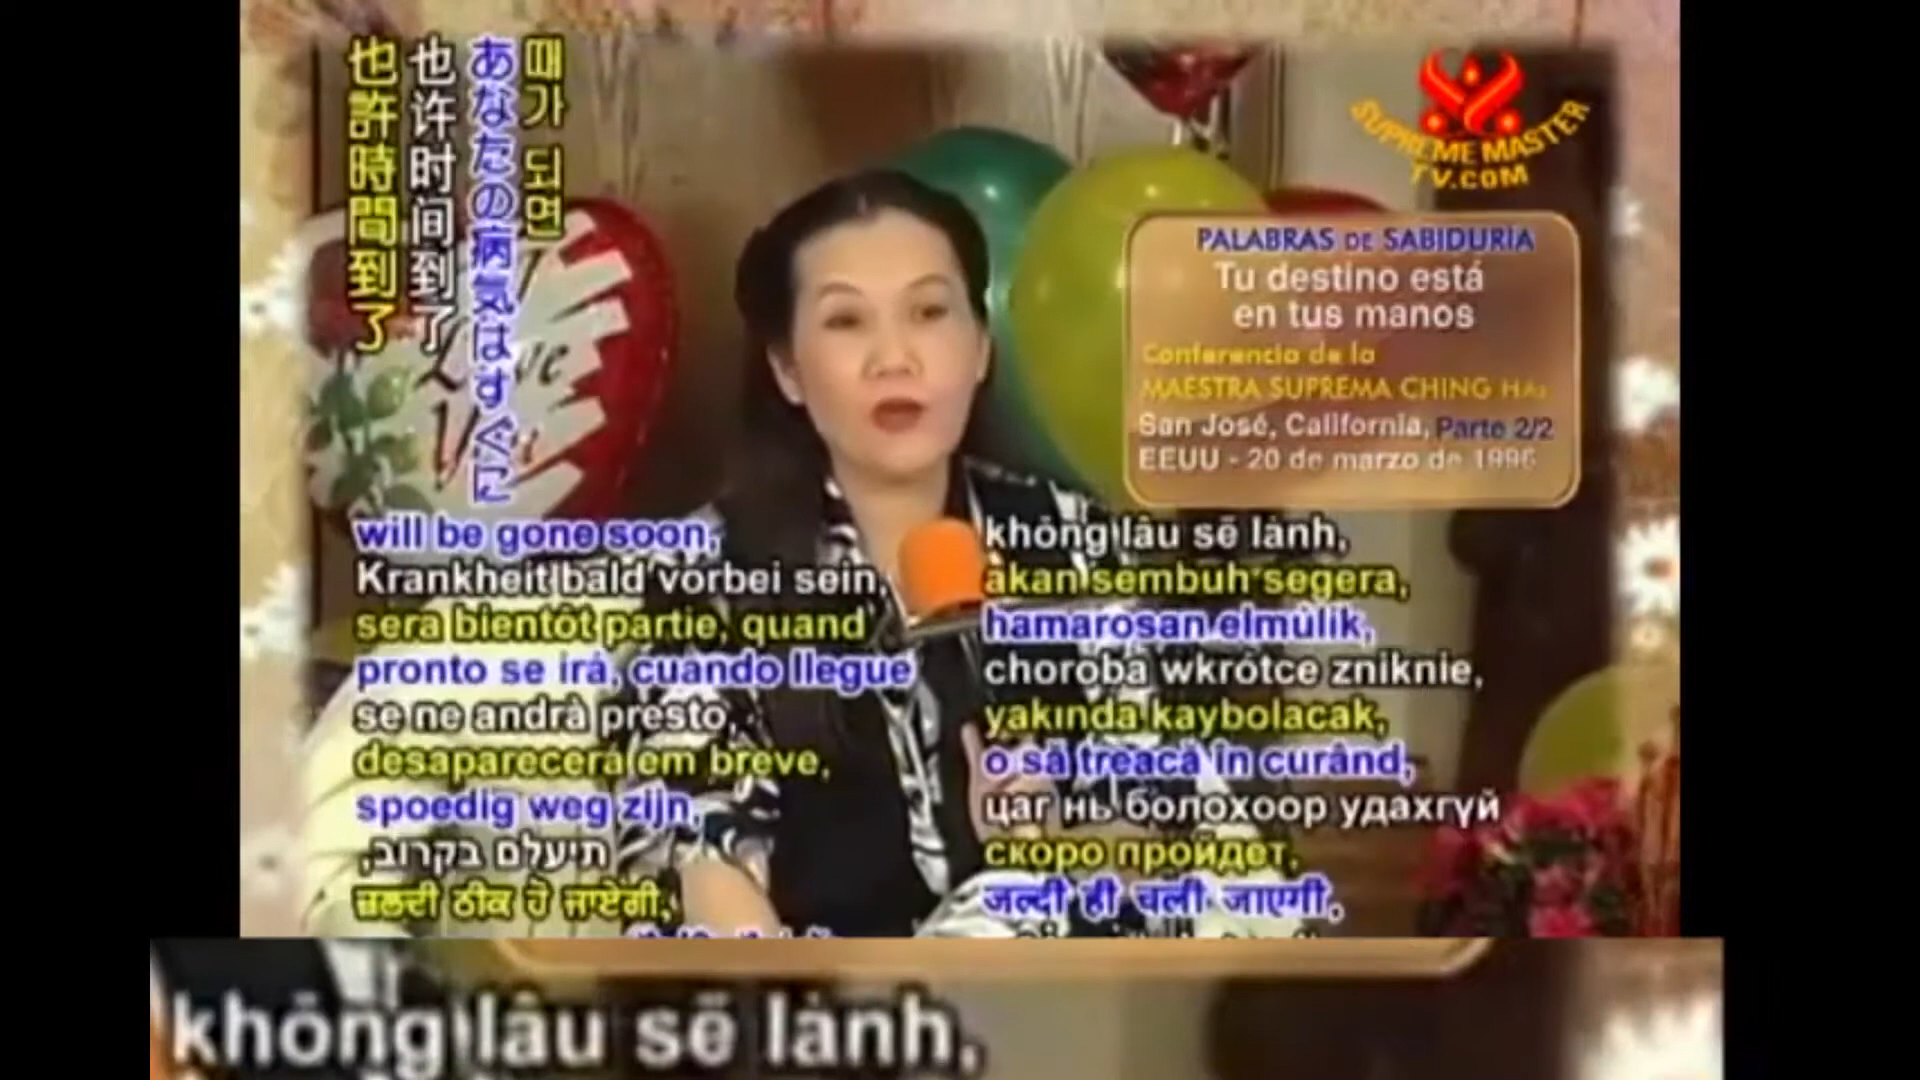 也許時間到了
也许时间到了
あなたの病気はすぐに
때가 되면
SUPREME MASTER
TV.COM
PALABRAS DE SABIDURÍA
Tu destino está
en tus manos
Conferencia de la
MAESTRA SUPREMA CHING HAI
San José, California, Parte 2/2
EEUU - 20 de marzo de 1996
I
Love
You
will be gone soon,
Krankheit bald vorbei sein,
sera bientôt partie, quand
pronto se irá, cuando llegue
se ne andrà presto,
desaparecerá em breve,
spoedig weg zijn,
תיעלם בקרוב,
ਜ਼ਲਦੀ ਠੀਕ ਹੋ ਜਾਏਗੀ,
không lâu sẽ lành,
akan sembuh segera,
hamarosan elmúlik,
choroba wkrótce zniknie,
yakında kaybolacak,
o să treacă în curând,
цаг нь болохоор удахгүй
скоро пройдет,
जल्दी ही चली जाएगी,
không lâu sẽ lành,